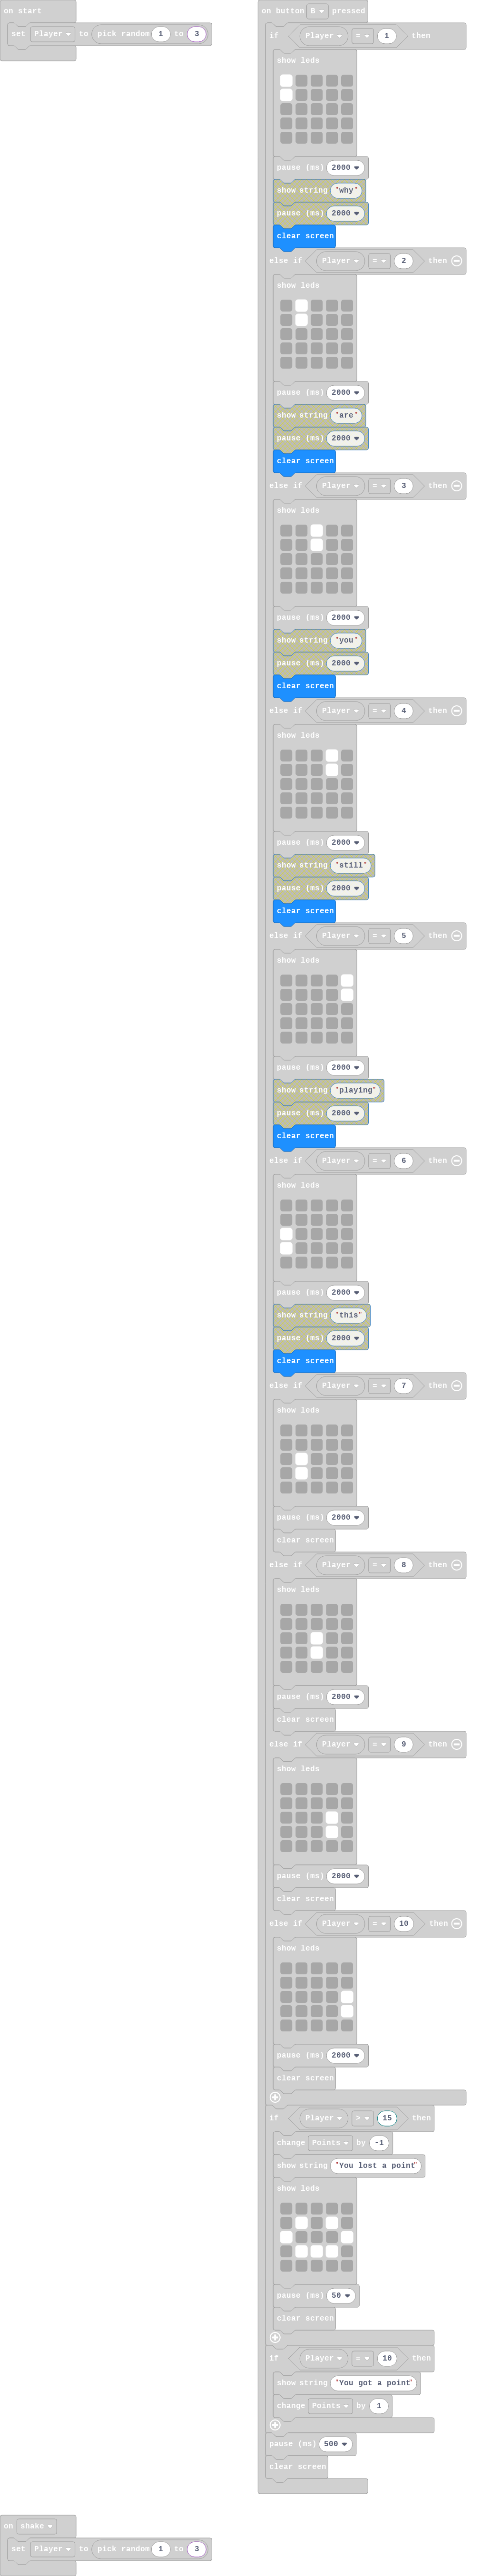 on start
set Player to pick random 1 to 3
on button B pressed
if Player = 1 then
show leds
pause (ms) 2000
show string "why"
pause (ms) 2000
clear screen
else if Player = 2 then
show leds
pause (ms) 2000
show string "are"
pause (ms) 2000
clear screen
else if Player = 3 then
show leds
pause (ms) 2000
show string "you"
pause (ms) 2000
clear screen
else if Player = 4 then
show leds
pause (ms) 2000
show string "still"
pause (ms) 2000
clear screen
else if Player = 5 then
show leds
pause (ms) 2000
show string "playing"
pause (ms) 2000
clear screen
else if Player = 6 then
show leds
pause (ms) 2000
show string "this"
pause (ms) 2000
clear screen
else if Player = 7 then
show leds
pause (ms) 2000
clear screen
else if Player = 8 then
show leds
pause (ms) 2000
clear screen
else if Player = 9 then
show leds
pause (ms) 2000
clear screen
else if Player = 10 then
show leds
pause (ms) 2000
clear screen
if Player > 15 then
change Points by -1
show string "You lost a point"
show leds
pause (ms) 50
clear screen
if Player = 10 then
show string "You got a point"
change Points by 1
pause (ms) 500
clear screen
on shake
set Player to pick random 1 to 3